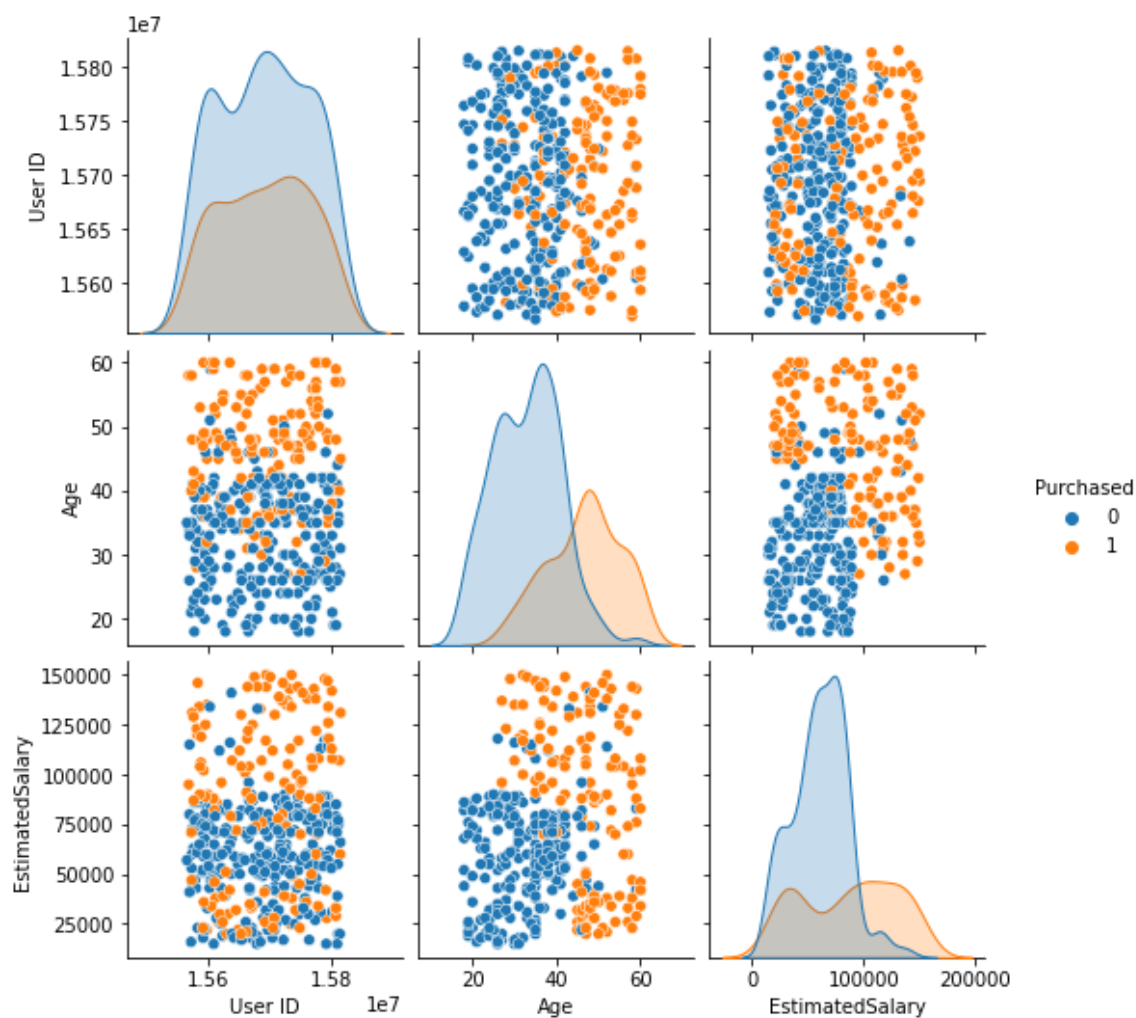 1e7
1.580
1.575
1.570
1.565
1.560
User ID
60
50
40
30
20
Age
Purchased
0
1
150000
125000
100000
75000
50000
25000
EstimatedSalary
1.56 1.58 20 40 60 0 100000 200000
User ID 1e7 Age EstimatedSalary